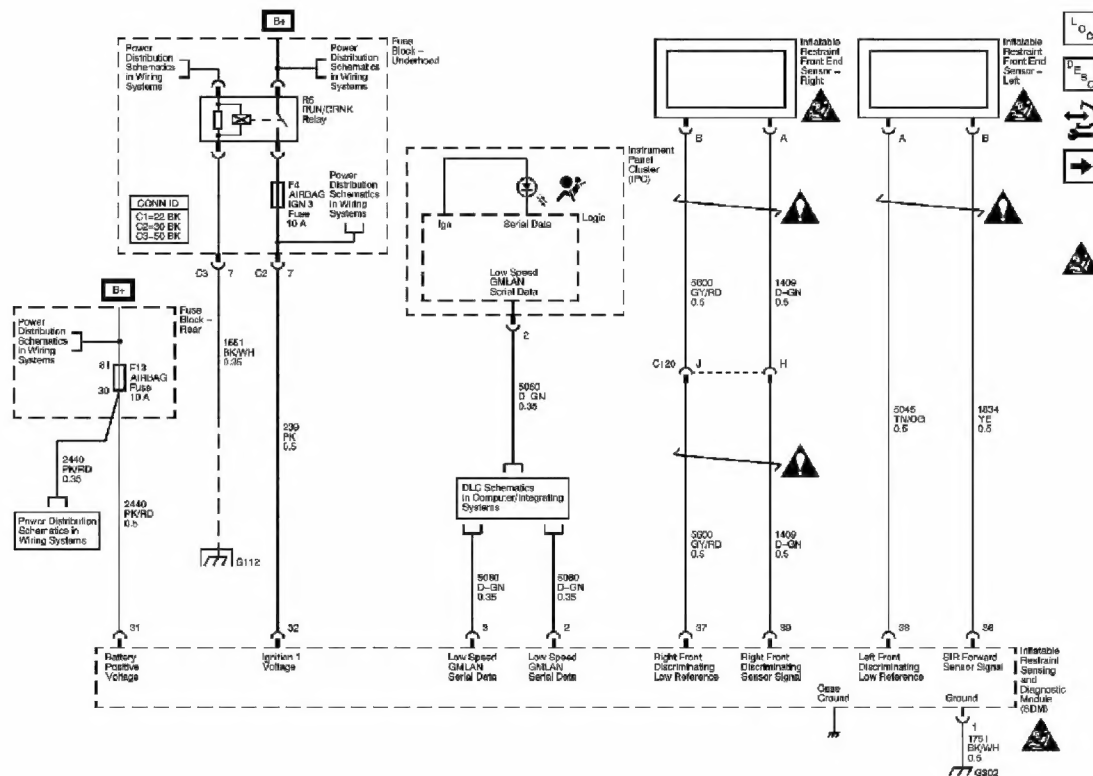 B+
Power
Distribution
Schematics
in Wiring
Systems
Power
Distribution
Schematics
in Wiring
Systems
Fuse
Block –
Underhood
RUN/CRNK
Relay
F4
AIRBAG
IGN 3
Fuse
10 A
Power
Distribution
Schematics
in Wiring
Systems
CONN ID
C1=22 BK
C2=30 BK
C3=50 BK
C3 7
C2 7
B+
Fuse
Block –
Rear
Power
Distribution
Schematics
in Wiring
Systems
F13
AIRBAG
Fuse
10 A
30
2440
PK/RD
0.35
Power Distribution
Schematics in
Wiring Systems
2440
PK/RD
0.5
BK/WH
0.35
239
PK
0.5
G112
Instrument
Panel
Cluster
(IPC)
Logic
Ign
Serial Data
Low Speed
GMLAN
Serial Data
2
5060
D-GN
0.35
DLC Schematics
in Computer/Integrating
Systems
5060
D-GN
0.35
5060
D-GN
0.35
Inflatable
Restraint
Front End
Sensor –
Right
Inflatable
Restraint
Front End
Sensor –
Left
B
A
A
B
GY/RD
0.5
1409
D-GN
0.5
C120
J
H
GY/RD
0.5
1409
D-GN
0.5
TN/OG
0.5
1834
YE
0.5
LOC
DESC
31
32
3
2
37
Battery
Positive
Voltage
Ignition 1
Voltage
Low Speed
GMLAN
Serial Data
Low Speed
GMLAN
Serial Data
Right Front
Discriminating
Low Reference
Right Front
Discriminating
Sensor Signal
Left Front
Discriminating
Low Reference
SIR Forward
Sensor Signal
Inflatable
Restraint
Sensing
and
Diagnostic
Module
(SDM)
Case
Ground
Ground
1
1751
BK/WH
0.5
G302